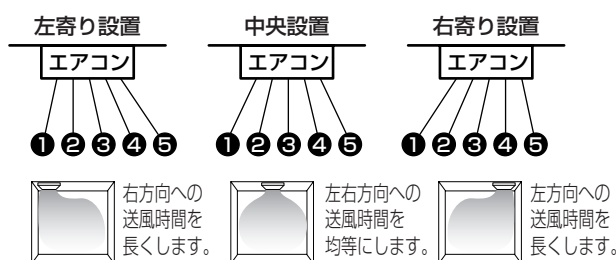 左寄り設置
エアコン
❶❷❸❹❺
右方向への
送風時間を
長くします。
中央設置
エアコン
❶❷❸❹❺
左右方向への
送風時間を
均等にします。
右寄り設置
エアコン
❶❷❸❹❺
左方向への
送風時間を
長くします。